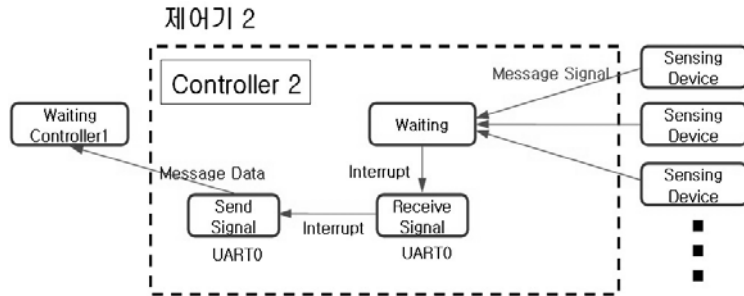 제어기 2
Controller 2
Waiting
Controller1
Message Data
Send
Signal
UART0
Interrupt
Receive
Signal
UART0
Interrupt
Waiting
Message Signal
Sensing
Device
Sensing
Device
Sensing
Device